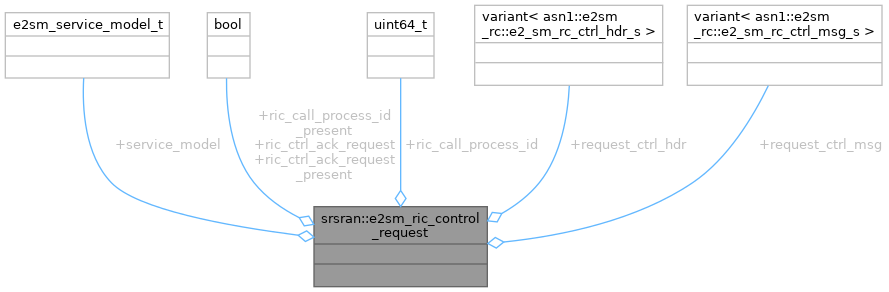 e2sm_service_model_t
bool
uint64_t
variant< asn1::e2sm
_rc::e2_sm_rc_ctrl_hdr_s >
variant< asn1::e2sm
_rc::e2_sm_rc_ctrl_msg_s >
+service_model
+ric_call_process_id
_present
+ric_ctrl_ack_request
+ric_ctrl_ack_request
_present
+ric_call_process_id
+request_ctrl_hdr
+request_ctrl_msg
srsran::e2sm_ric_control
_request